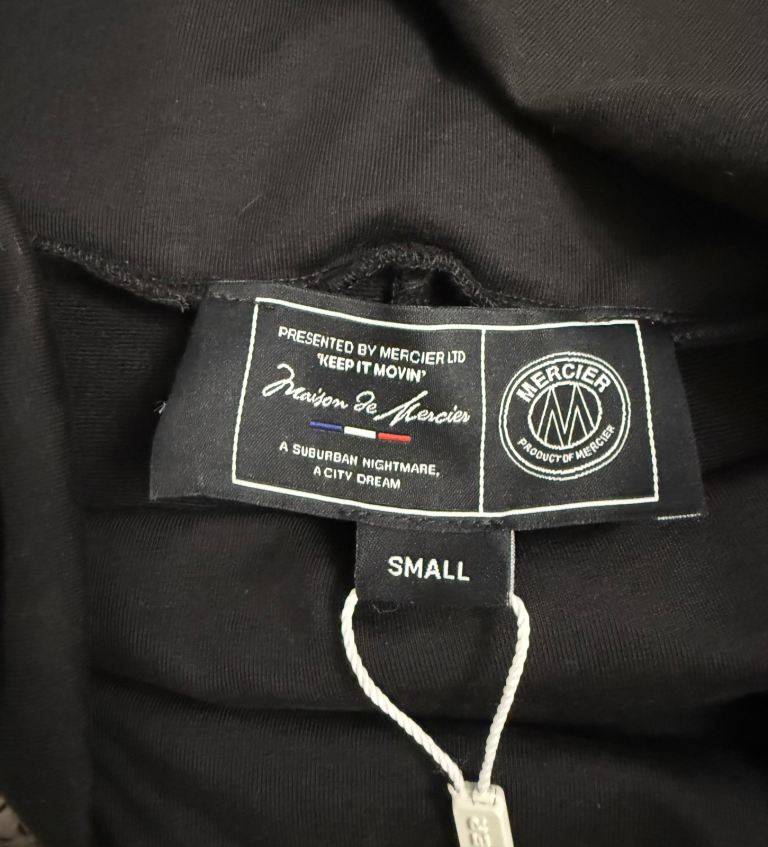 PRESENTED BY MERCIER LTD
'KEEP IT MOVIN'
Maison de Mercier
A SUBURBAN NIGHTMARE,
A CITY DREAM
MERCIER
PRODUCT OF MERCIER
SMALL